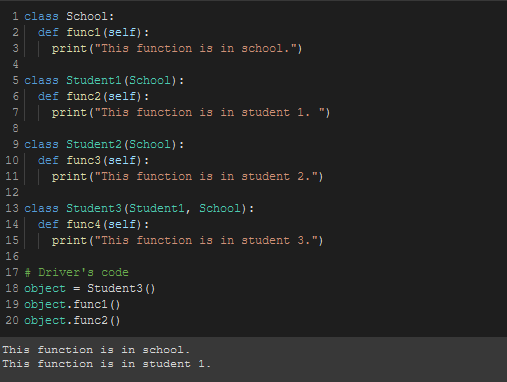 1 class School:
2   def func1(self):
3     print("This function is in school.")
4
5 class Student1(School):
6   def func2(self):
7     print("This function is in student 1. ")
8
9 class Student2(School):
10   def func3(self):
11     print("This function is in student 2.")
12
13 class Student3(Student1, School):
14   def func4(self):
15     print("This function is in student 3.")
16
17 # Driver's code
18 object = Student3()
19 object.func1()
20 object.func2()
This function is in school.
This function is in student 1.